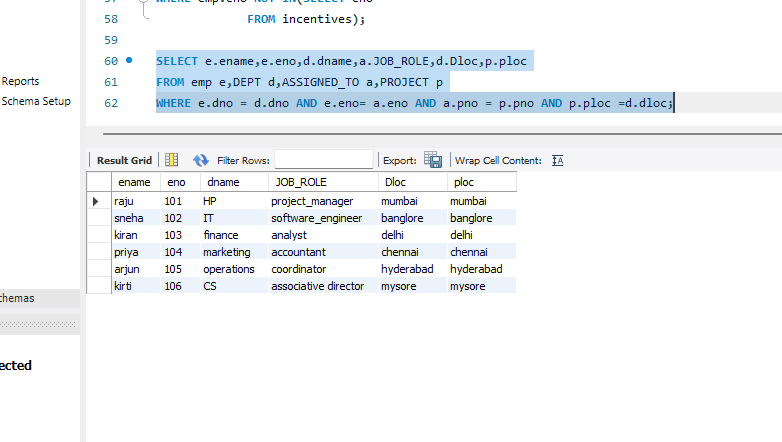 57 WHERE emp.eno NOT IN(SELECT eno
58 FROM incentives);
59
60 SELECT e.ename,e.eno,d.dname,a.JOB_ROLE,d.Dloc,p.ploc
61 FROM emp e,DEPT d,ASSIGNED_TO a,PROJECT p
62 WHERE e.dno = d.dno AND e.eno= a.eno AND a.pno = p.pno AND p.ploc =d.dloc;
Reports
Schema Setup
Result Grid Filter Rows: Export: Wrap Cell Content: IA
ename eno dname JOB_ROLE Dloc ploc
raju 101 HP project_manager mumbai mumbai
sneha 102 IT software_engineer banglore banglore
kiran 103 finance analyst delhi delhi
priya 104 marketing accountant chennai chennai
arjun 105 operations coordinator hyderabad hyderabad
kirti 106 CS associative director mysore mysore
chemas
ected